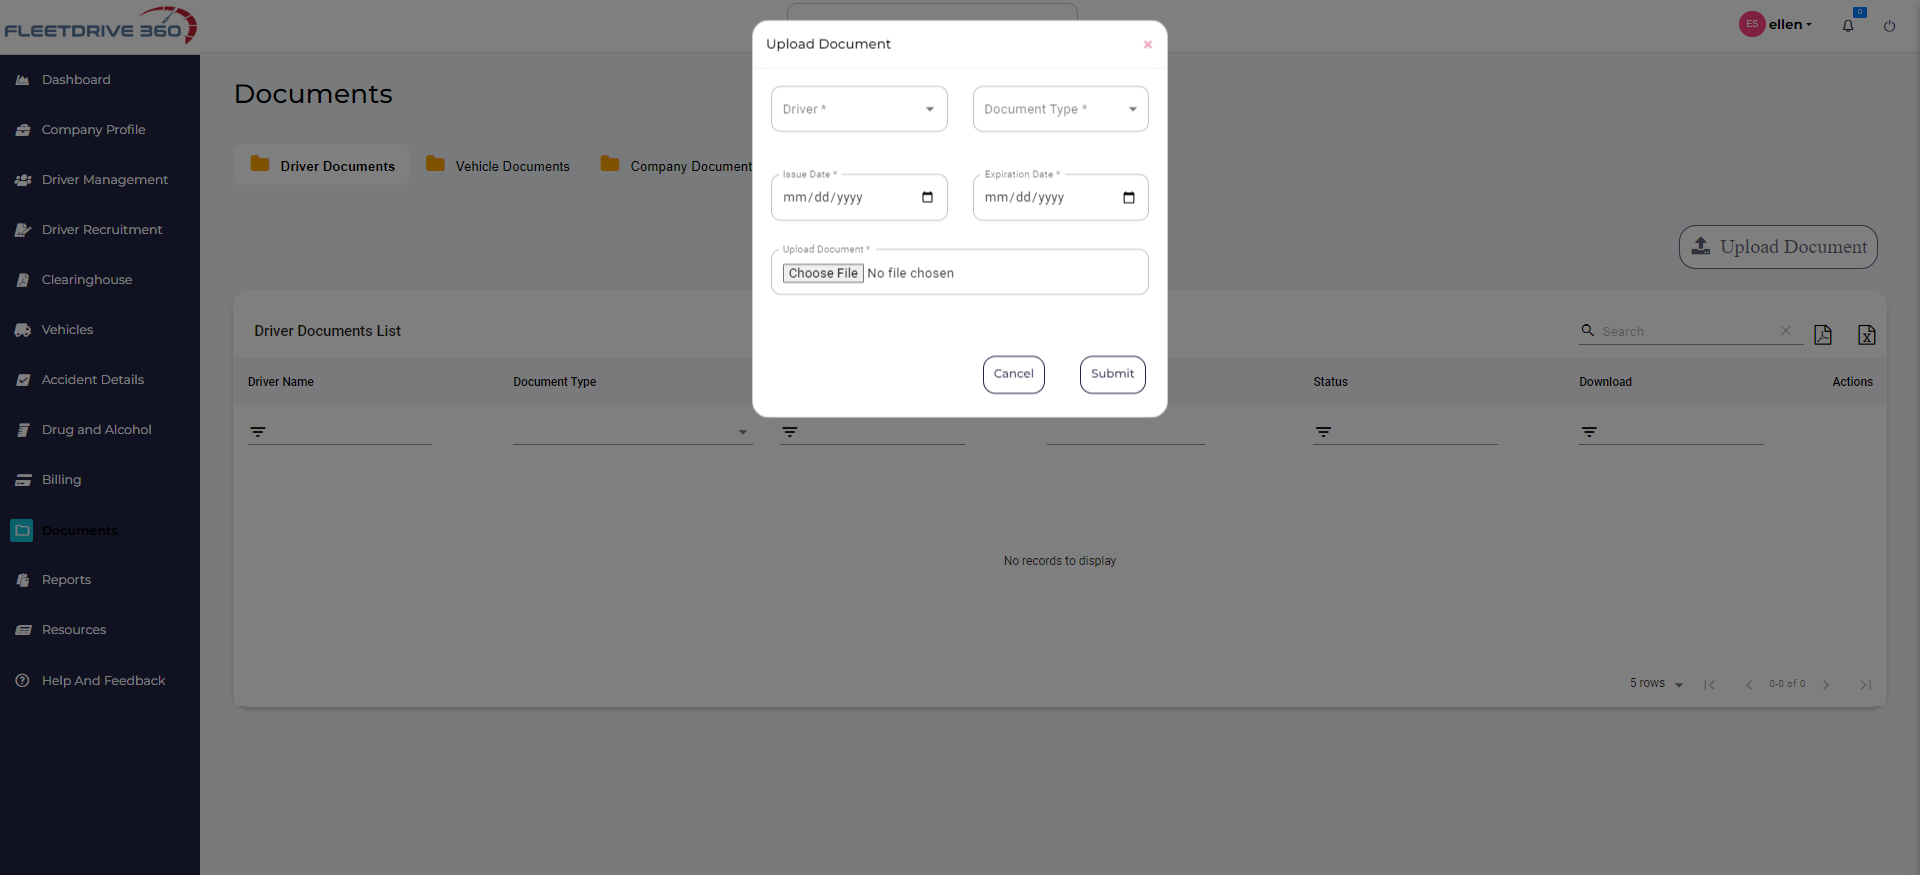 FLEETDRIVE 360
ES ellen
0
Dashboard
Company Profile
Driver Management
Driver Recruitment
Clearinghouse
Vehicles
Accident Details
Drug and Alcohol
Billing
Documents
Reports
Resources
Help And Feedback
Documents
Driver Documents
Vehicle Documents
Company Document
Upload Document
Driver Documents List
Search
Driver Name
Document Type
Status
Download
Actions
No records to display
5 rows
0-0 of 0
Upload Document
Driver *
Document Type *
Issue Date *
mm/dd/yyyy
Expiration Date *
mm/dd/yyyy
Upload Document *
Choose File No file chosen
Cancel
Submit